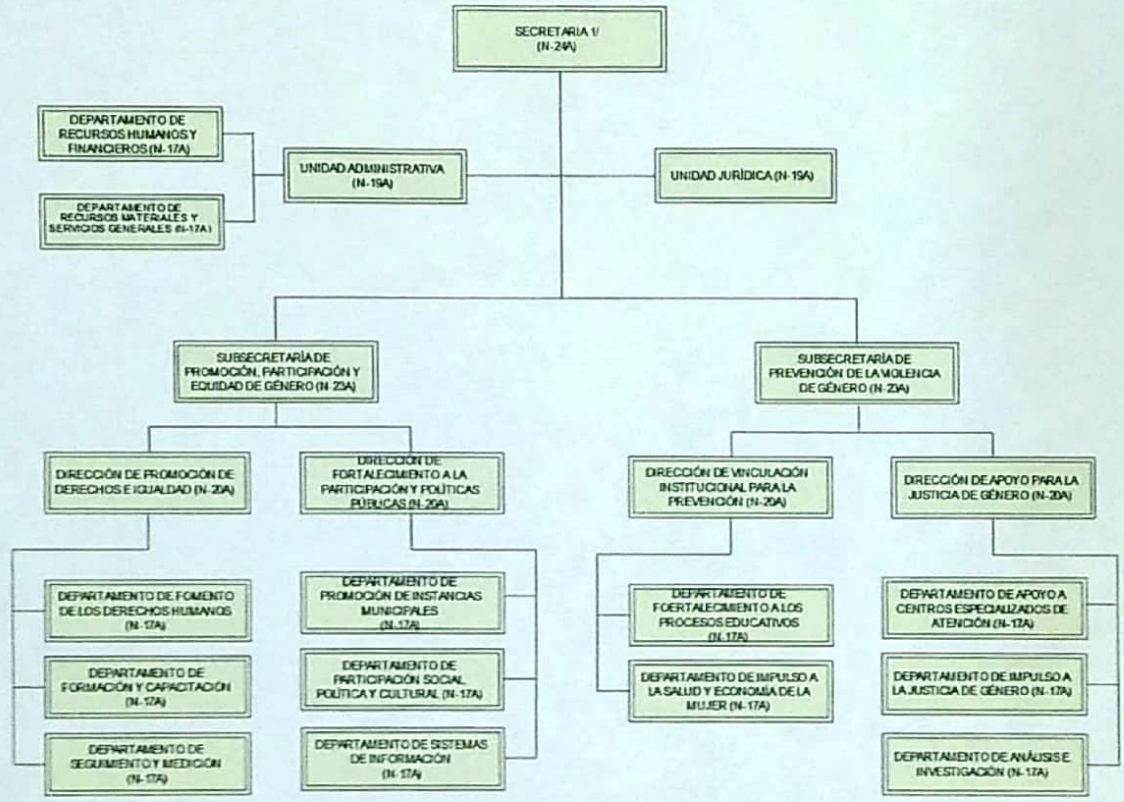 SECRETARÍA 1/
(N-24A)
DEPARTAMENTO DE
RECURSOS HUMANOS Y
FINANCIEROS (N-17A)
UNIDAD ADMINISTRATIVA
(N-19A)
UNIDAD JURÍDICA (N-19A)
DEPARTAMENTO DE
RECURSOS MATERIALES Y
SERVICIOS GENERALES (N-17A)
SUBSECRETARÍA DE
PROMOCIÓN, PARTICIPACIÓN Y
EQUIDAD DE GÉNERO (N-23A)
SUBSECRETARÍA DE
PREVENCIÓN DE LA VIOLENCIA
DE GÉNERO (N-23A)
DIRECCIÓN DE PROMOCIÓN DE
DERECHOS E IGUALDAD (N-20A)
DIRECCIÓN DE
FORTALECIMIENTO A LA
PARTICIPACIÓN Y POLÍTICAS
PÚBLICAS (N-20A)
DIRECCIÓN DE VINCULACIÓN
INSTITUCIONAL PARA LA
PREVENCIÓN (N-20A)
DIRECCIÓN DE APOYO PARA LA
JUSTICIA DE GÉNERO (N-20A)
DEPARTAMENTO DE FOMENTO
DE LOS DERECHOS HUMANOS
(N-17A)
DEPARTAMENTO DE
PROMOCIÓN DE INSTANCIAS
MUNICIPALES
(N-17A)
DEPARTAMENTO DE
FOERTALECIMIENTO A LOS
PROCESOS EDUCATIVOS
(N-17A)
DEPARTAMENTO DE APOYO A
CENTROS ESPECIALIZADOS DE
ATENCIÓN (N-17A)
DEPARTAMENTO DE
FORMACIÓN Y CAPACITACIÓN
(N-17A)
DEPARTAMENTO DE
PARTICIPACIÓN SOCIAL,
POLÍTICA Y CULTURAL (N-17A)
DEPARTAMENTO DE IMPULSO A
LA SALUD Y ECONOMÍA DE LA
MUJER (N-17A)
DEPARTAMENTO DE IMPULSO A
LA JUSTICIA DE GÉNERO (N-17A)
DEPARTAMENTO DE
SEGUIMIENTO Y MEDICIÓN
(N-17A)
DEPARTAMENTO DE SISTEMAS
DE INFORMACIÓN
(N-17A)
DEPARTAMENTO DE ANÁLISIS E
INVESTIGACIÓN (N-17A)